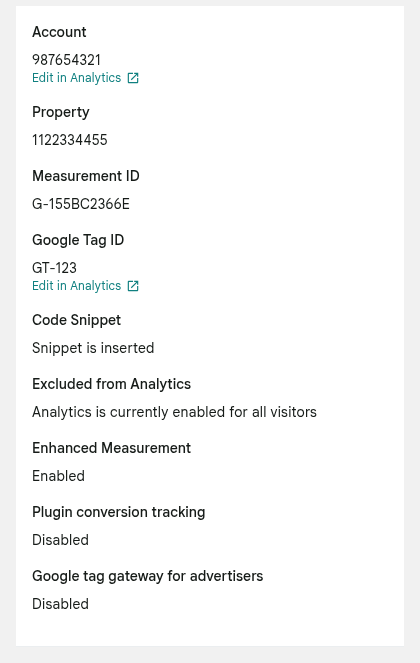 Account
987654321
Edit in Analytics
Property
1122334455
Measurement ID
G-155BC2366E
Google Tag ID
GT-123
Edit in Analytics
Code Snippet
Snippet is inserted
Excluded from Analytics
Analytics is currently enabled for all visitors
Enhanced Measurement
Enabled
Plugin conversion tracking
Disabled
Google tag gateway for advertisers
Disabled